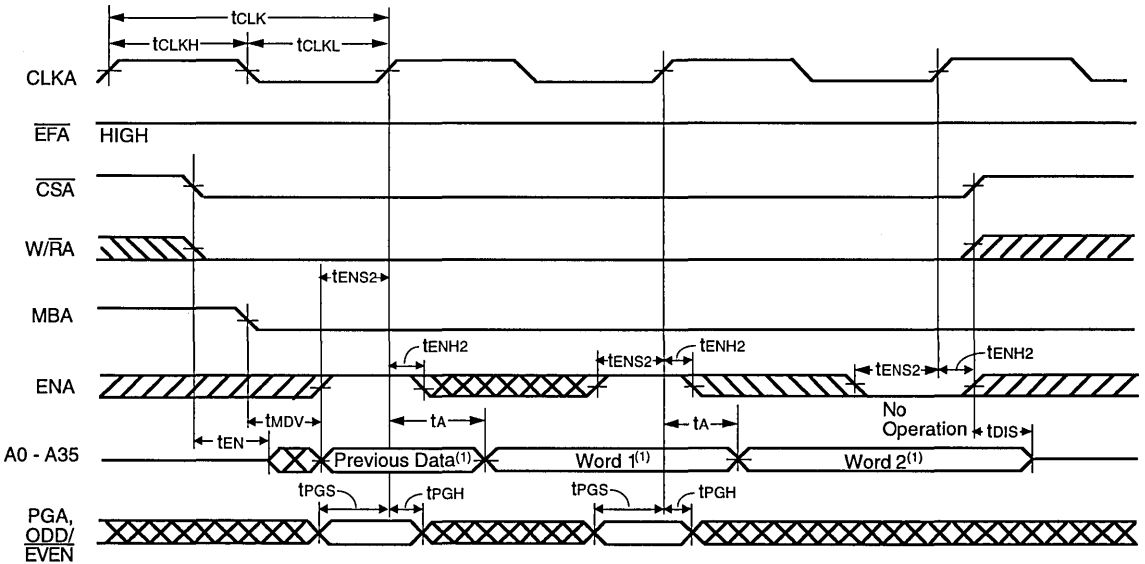 tCLK
tCLKH
tCLKL
CLKA
EFA
HIGH
CSA
W/RA
tENS2
MBA
tENS2
tENH2
tENH2
tENS2
tENH2
ENA
tMDV
tA
tA
No
Operation
tEN
tDIS
A0 - A35
Previous Data(1)
Word 1(1)
Word 2(1)
tPGS
tPGH
tPGS
tPGH
PGA,
ODD/
EVEN